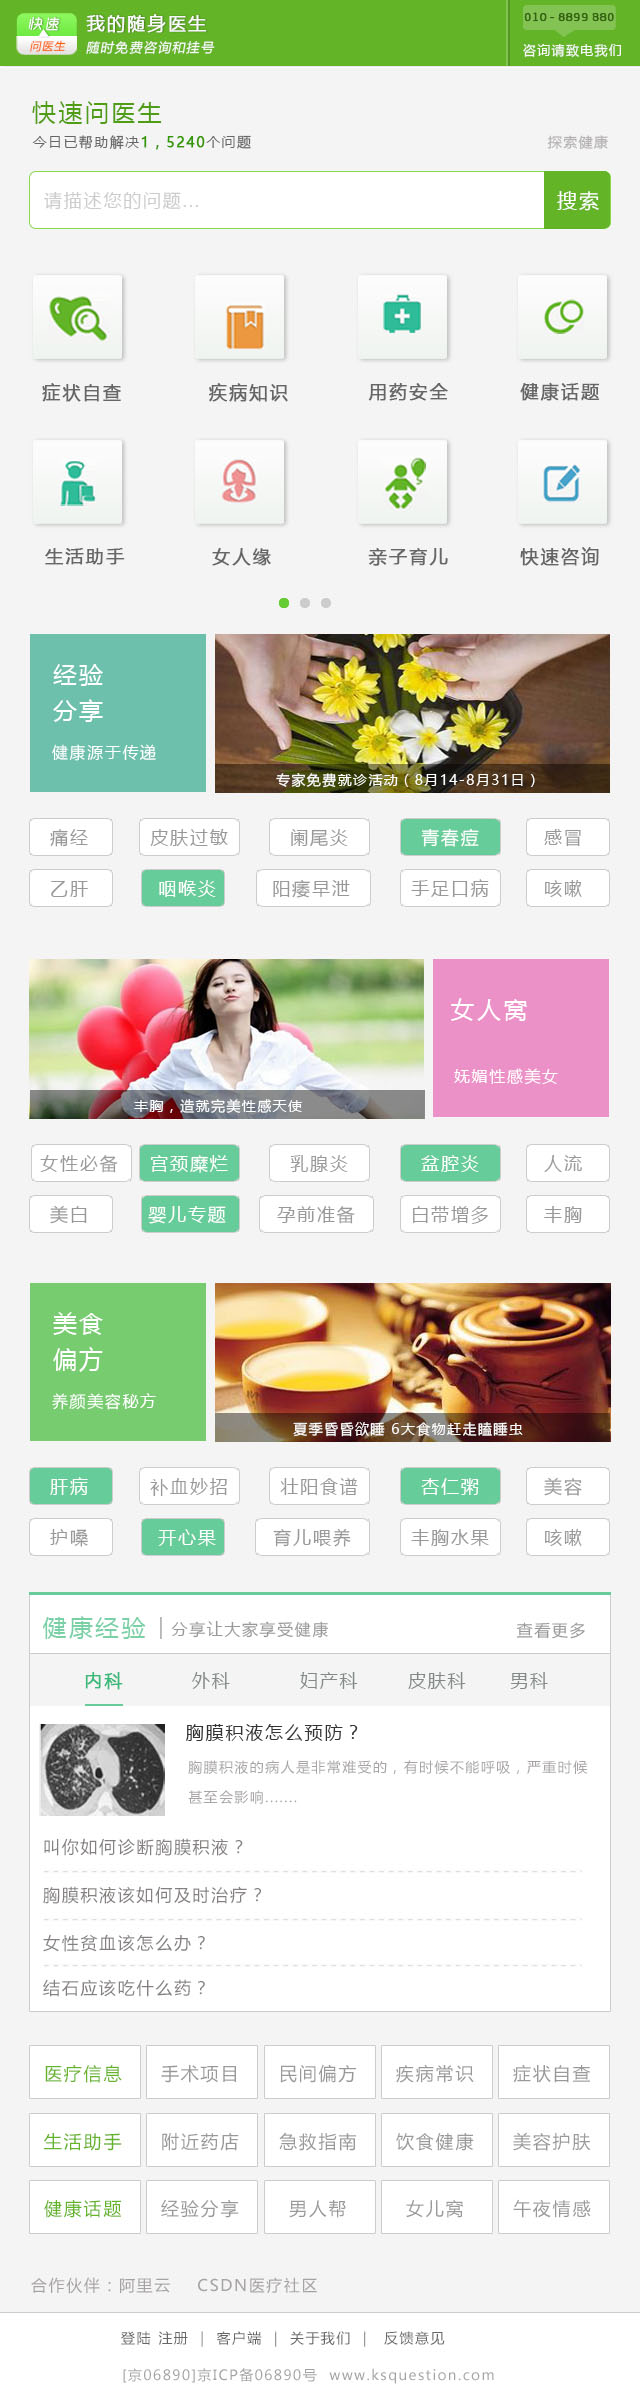 快速
问医生
我的随身医生
随时免费咨询和挂号
010 - 8899 880
咨询请致电我们
快速问医生
今日已帮助解决1，5240个问题
探索健康
请描述您的问题...
搜索
症状自查 疾病知识 用药安全 健康话题
生活助手 女人缘 亲子育儿 快速咨询
经验
分享
健康源于传递
专家免费就诊活动（8月14-8月31日）
痛经 皮肤过敏 阑尾炎 青春痘 感冒
乙肝 咽喉炎 阳痿早泄 手足口病 咳嗽
丰胸，造就完美性感天使
女人窝
妩媚性感美女
女性必备 宫颈糜烂 乳腺炎 盆腔炎 人流
美白 婴儿专题 孕前准备 白带增多 丰胸
美食
偏方
养颜美容秘方
夏季昏昏欲睡 6大食物赶走瞌睡虫
肝病 补血妙招 壮阳食谱 杏仁粥 美容
护嗓 开心果 育儿喂养 丰胸水果 咳嗽
健康经验 | 分享让大家享受健康 查看更多
内科 外科 妇产科 皮肤科 男科
胸膜积液怎么预防？
胸膜积液的病人是非常难受的，有时候不能呼吸，严重时候
甚至会影响.......
叫你如何诊断胸膜积液？
胸膜积液该如何及时治疗？
女性贫血该怎么办？
结石应该吃什么药？
医疗信息 手术项目 民间偏方 疾病常识 症状自查
生活助手 附近药店 急救指南 饮食健康 美容护肤
健康话题 经验分享 男人帮 女儿窝 午夜情感
合作伙伴：阿里云 CSDN医疗社区
登陆 注册 | 客户端 | 关于我们 | 反馈意见
[京06890]京ICP备06890号 www.ksquestion.com